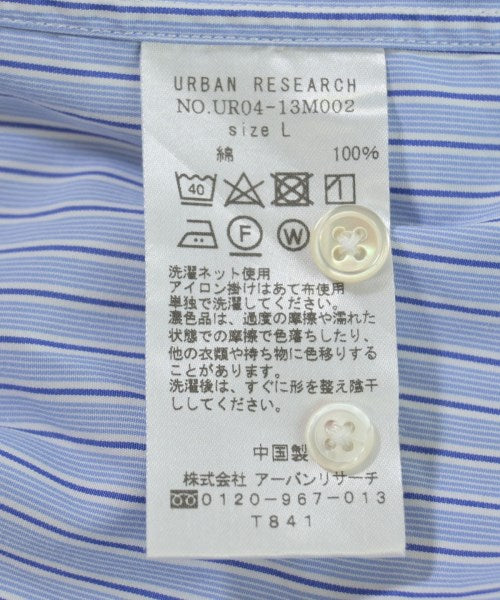 URBAN RESEARCH
NO.UR04-13M002
size L
綿 100%
40
F W
洗濯ネット使用
アイロン掛けはあて布使用
単独で洗濯してください。
濃色品は、過度の摩擦や濡れた
状態での摩擦で色落ちしたり、
他の衣類や持ち物に色移りする
ことがあります。
洗濯後は、すぐに形を整え陰干
ししてください。
中国製
株式会社 アーバンリサーチ
0120-967-013
T841